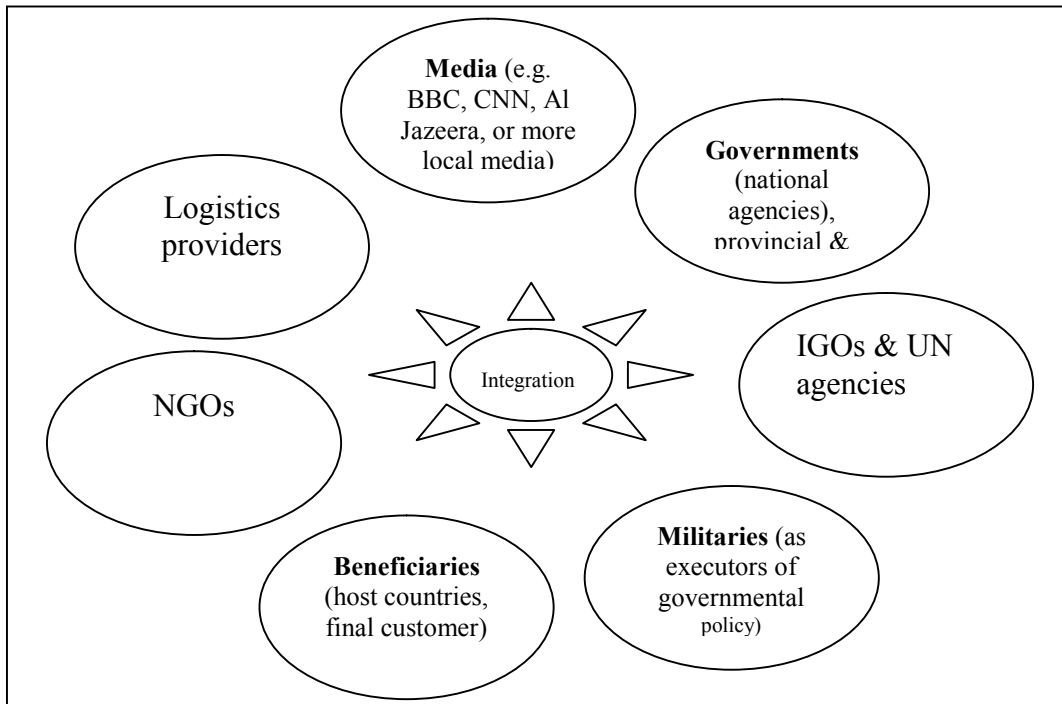 Media (e.g.
BBC, CNN, Al
Jazeera, or more
local media)
Governments
(national
agencies),
provincial &
Logistics
providers
IGOs & UN
agencies
Integration
NGOs
Militaries (as
executors of
governmental
policy)
Beneficiaries
(host countries,
final customer)